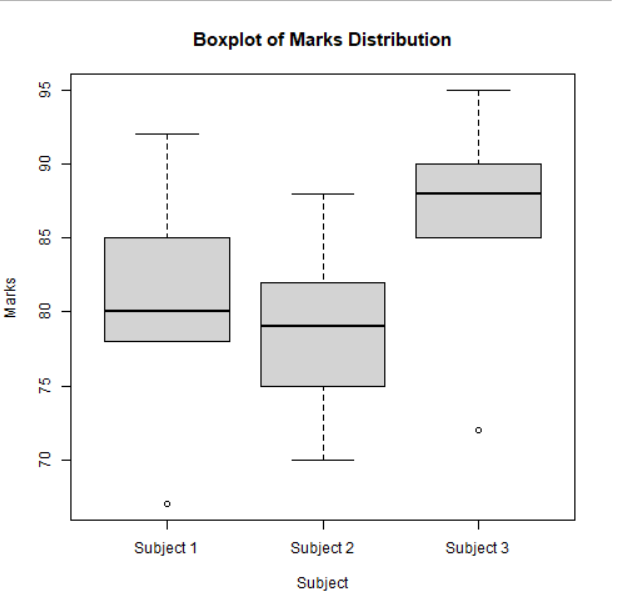 Boxplot of Marks Distribution
95
90
85
80
75
70
Marks
Subject 1
Subject 2
Subject 3
Subject